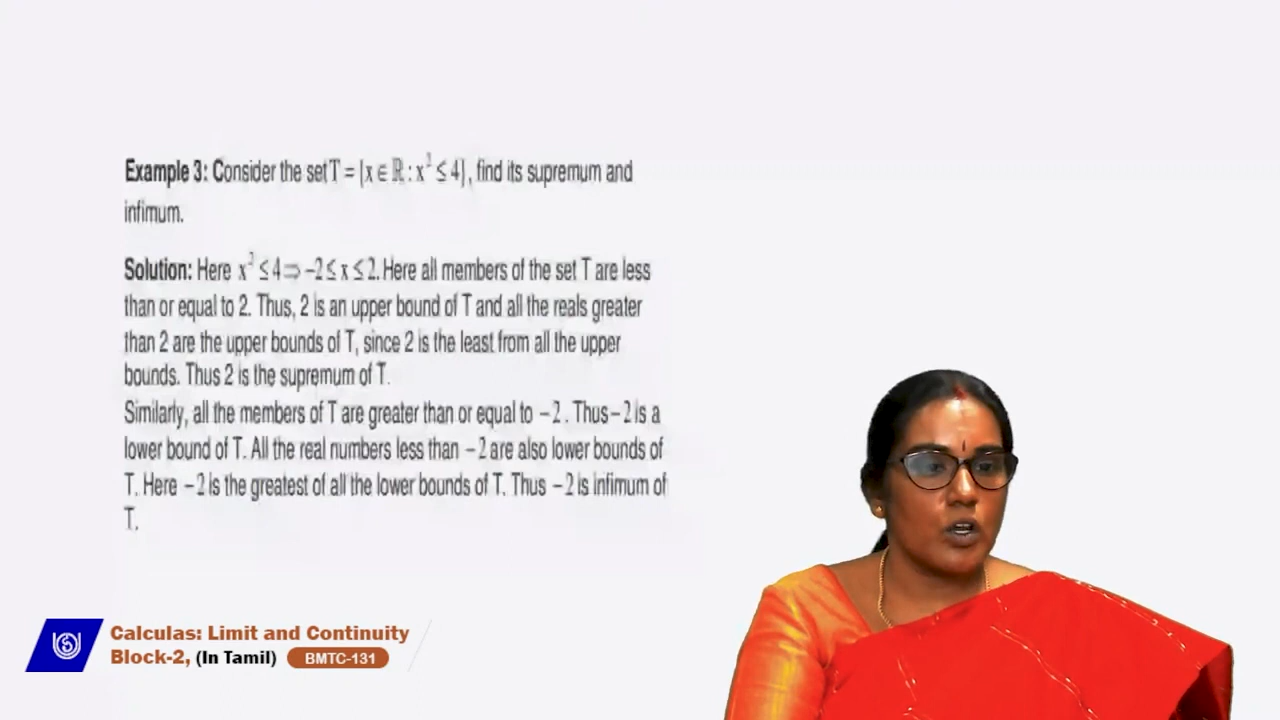 Example 3: Consider the set T = {x ∈ ℝ : x² ≤ 4}, find its supremum and
infimum.
Solution: Here x² ≤ 4 ⇒ −2 ≤ x ≤ 2. Here all members of the set T are less
than or equal to 2. Thus, 2 is an upper bound of T and all the reals greater
than 2 are the upper bounds of T, since 2 is the least from all the upper
bounds. Thus 2 is the supremum of T.
Similarly, all the members of T are greater than or equal to −2. Thus −2 is a
lower bound of T. All the real numbers less than −2 are also lower bounds of
T. Here −2 is the greatest of all the lower bounds of T. Thus −2 is infimum of
T.
Calculas: Limit and Continuity
Block-2, (In Tamil) BMTC-131